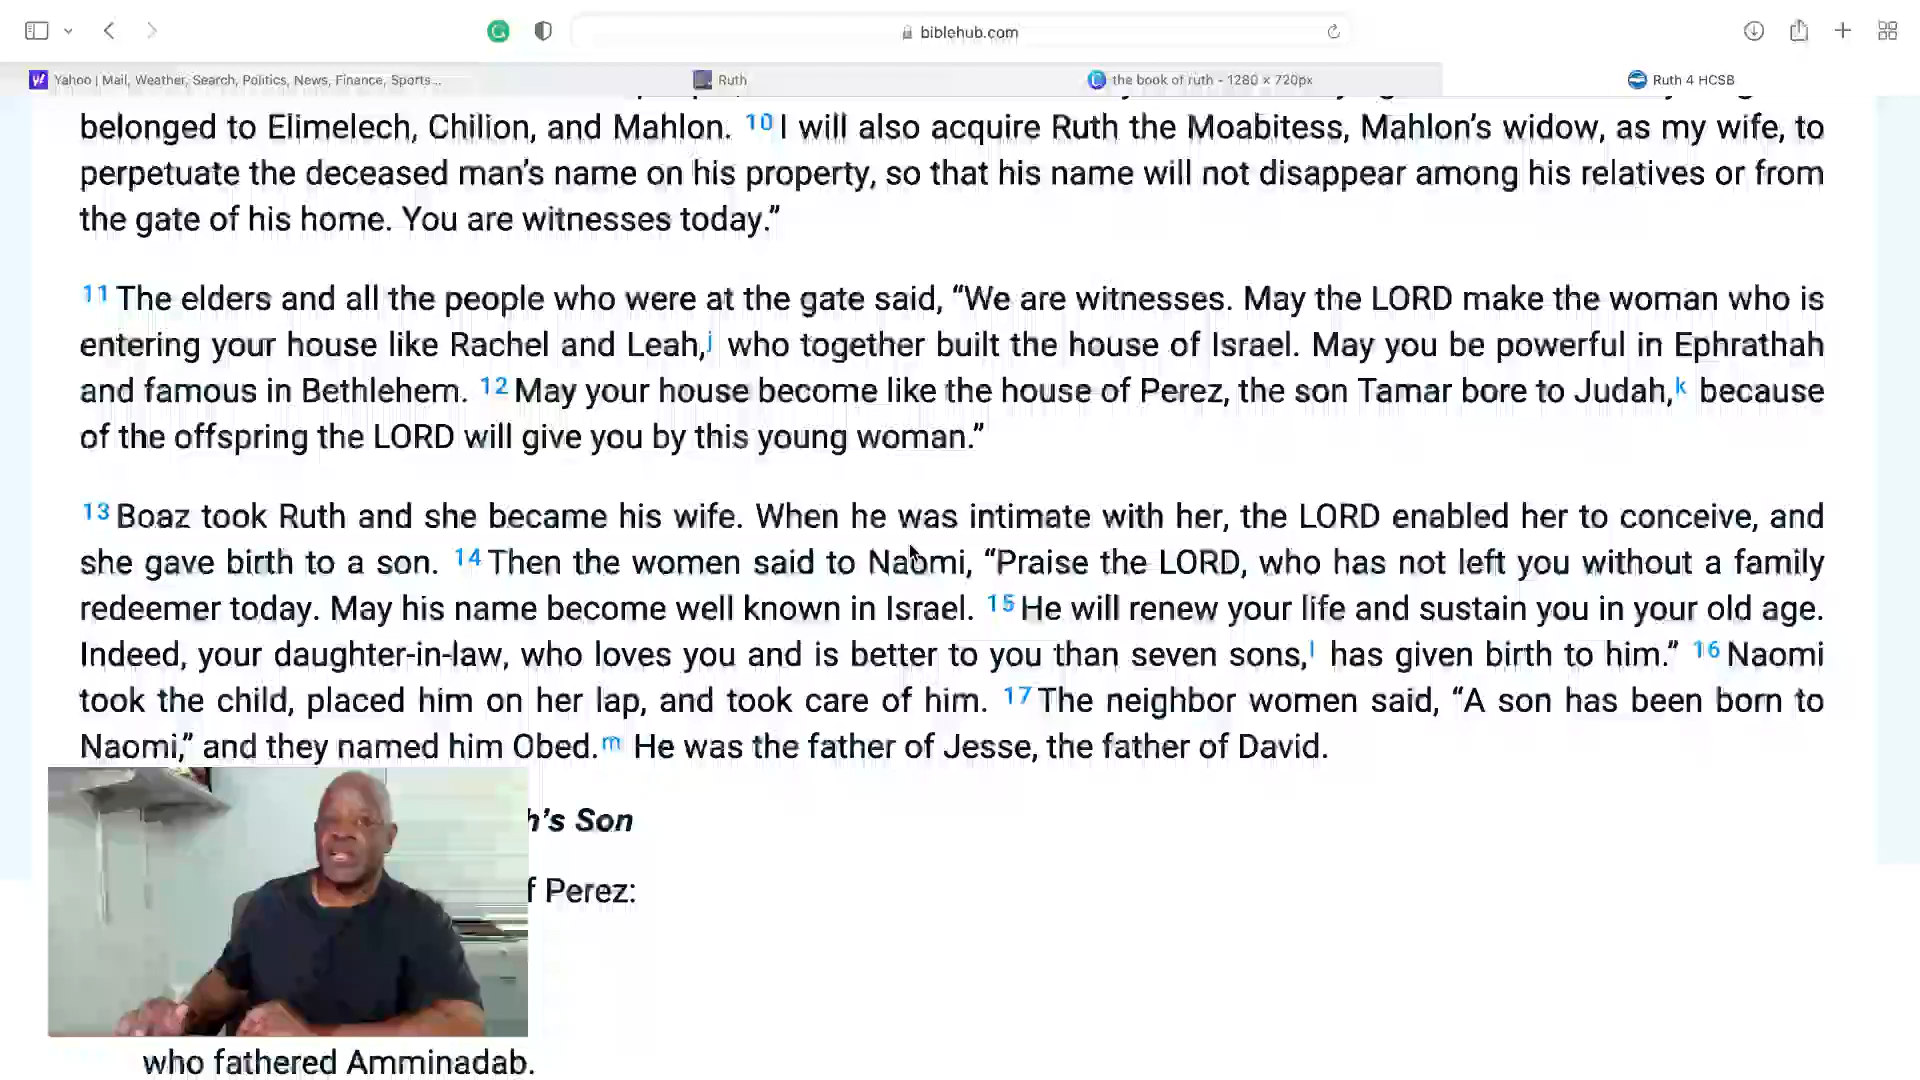 biblehub.com
Yahoo | Mail, Weather, Search, Politics, News, Finance, Sports...
Ruth
the book of ruth - 1280 × 720px
Ruth 4 HCSB
belonged to Elimelech, Chilion, and Mahlon. 10 I will also acquire Ruth the Moabitess, Mahlon’s widow, as my wife, to
perpetuate the deceased man’s name on his property, so that his name will not disappear among his relatives or from
the gate of his home. You are witnesses today.”
11 The elders and all the people who were at the gate said, “We are witnesses. May the LORD make the woman who is
entering your house like Rachel and Leah,j who together built the house of Israel. May you be powerful in Ephrathah
and famous in Bethlehem. 12 May your house become like the house of Perez, the son Tamar bore to Judah,k because
of the offspring the LORD will give you by this young woman.”
13 Boaz took Ruth and she became his wife. When he was intimate with her, the LORD enabled her to conceive, and
she gave birth to a son. 14 Then the women said to Naomi, “Praise the LORD, who has not left you without a family
redeemer today. May his name become well known in Israel. 15 He will renew your life and sustain you in your old age.
Indeed, your daughter-in-law, who loves you and is better to you than seven sons,l has given birth to him.” 16 Naomi
took the child, placed him on her lap, and took care of him. 17 The neighbor women said, “A son has been born to
Naomi,” and they named him Obed.m He was the father of Jesse, the father of David.
h’s Son
f Perez:
who fathered Amminadab.